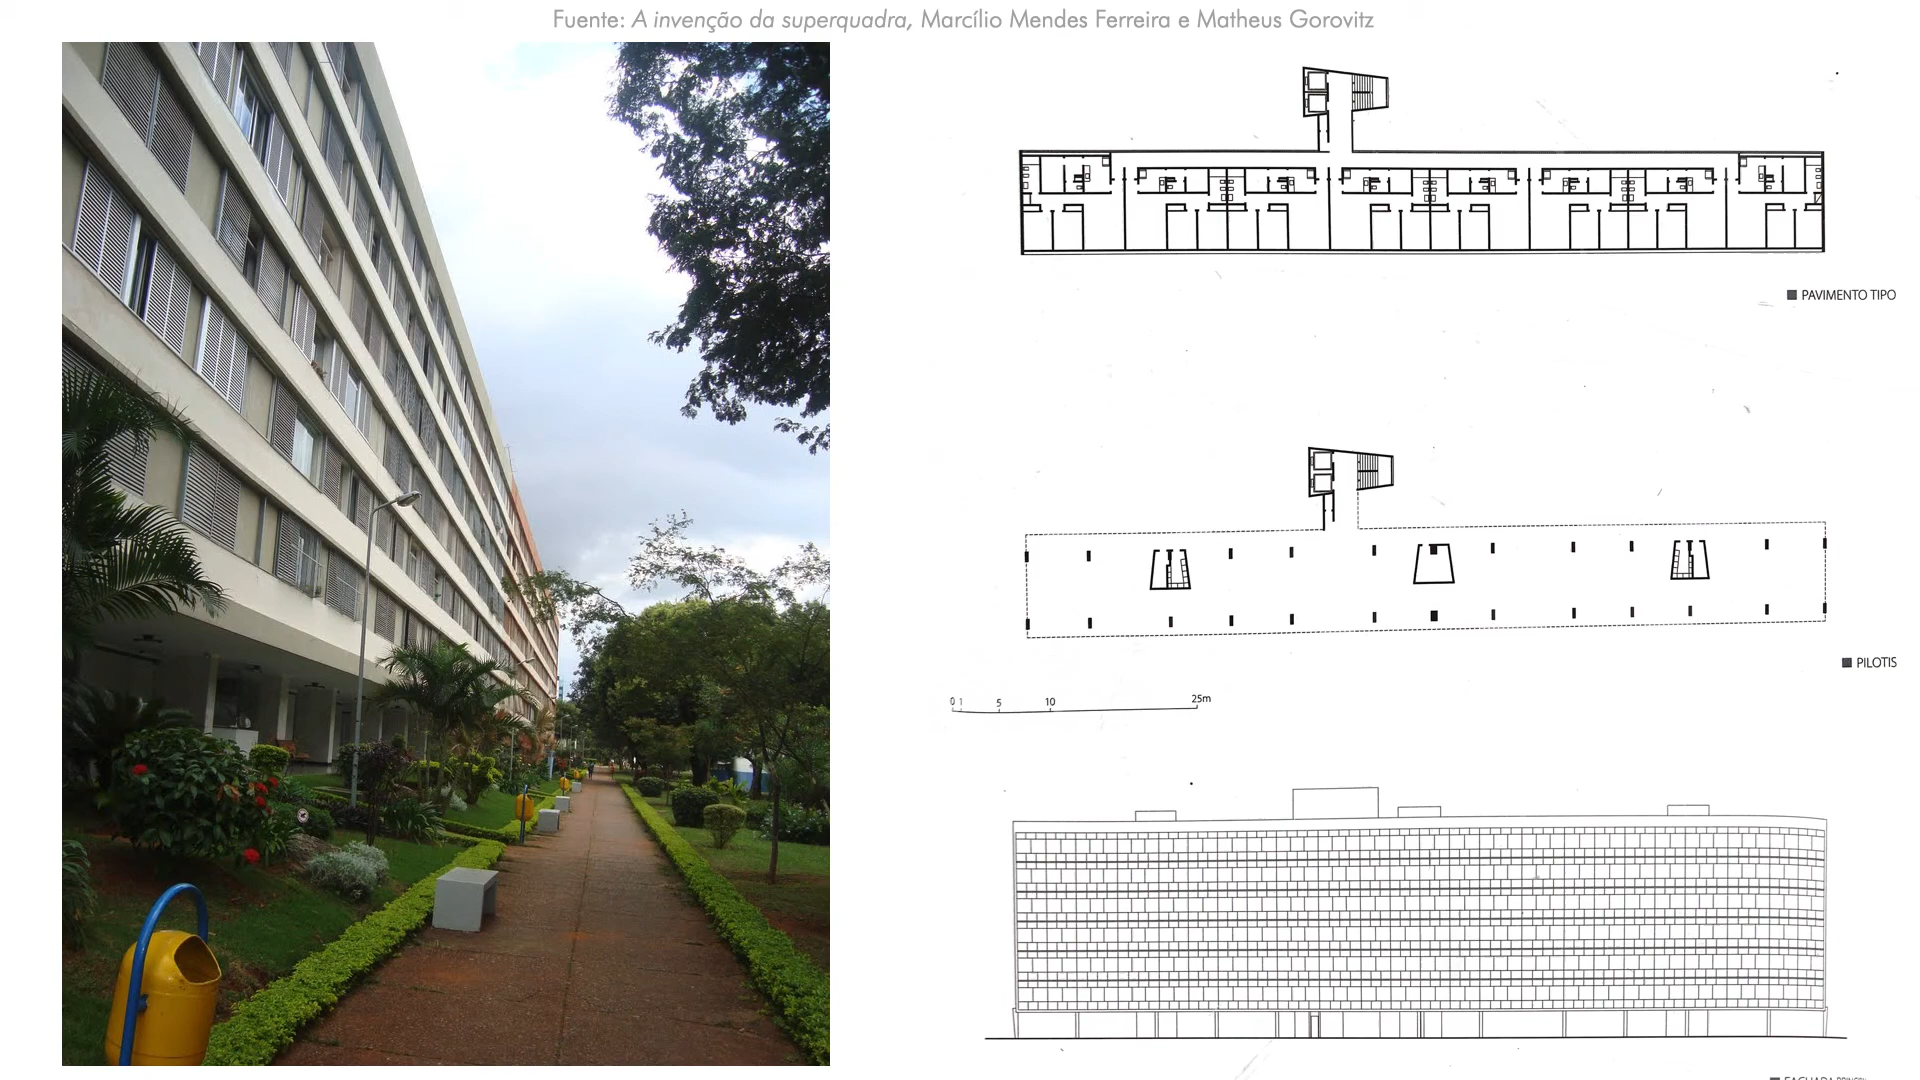 Fuente: A invenção da superquadra, Marcílio Mendes Ferreira e Matheus Gorovitz
PAVIMENTO TIPO
PILOTIS
0 1 5 10 25m